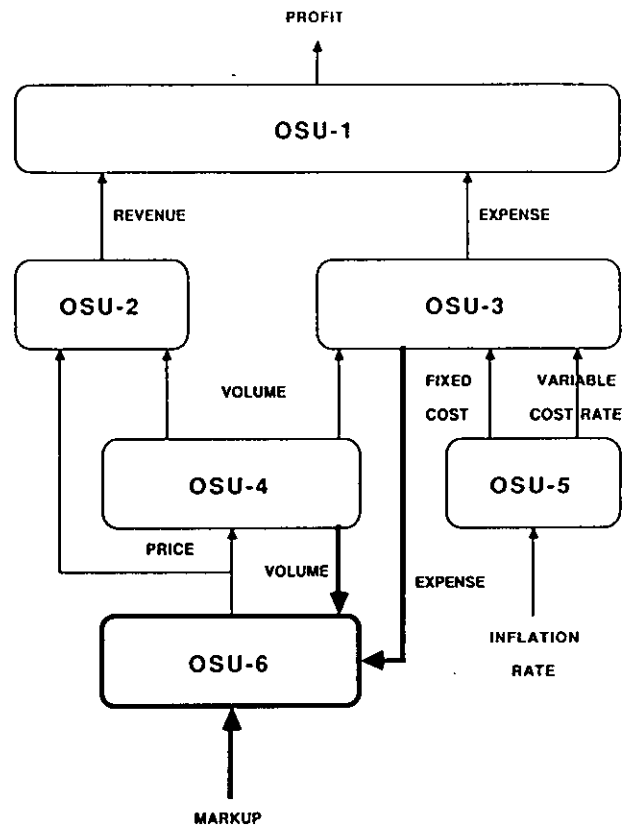 PROFIT
OSU-1
REVENUE
EXPENSE
OSU-2
OSU-3
VOLUME
FIXED
COST
VARIABLE
COST RATE
OSU-4
OSU-5
PRICE
VOLUME
EXPENSE
OSU-6
INFLATION
RATE
MARKUP